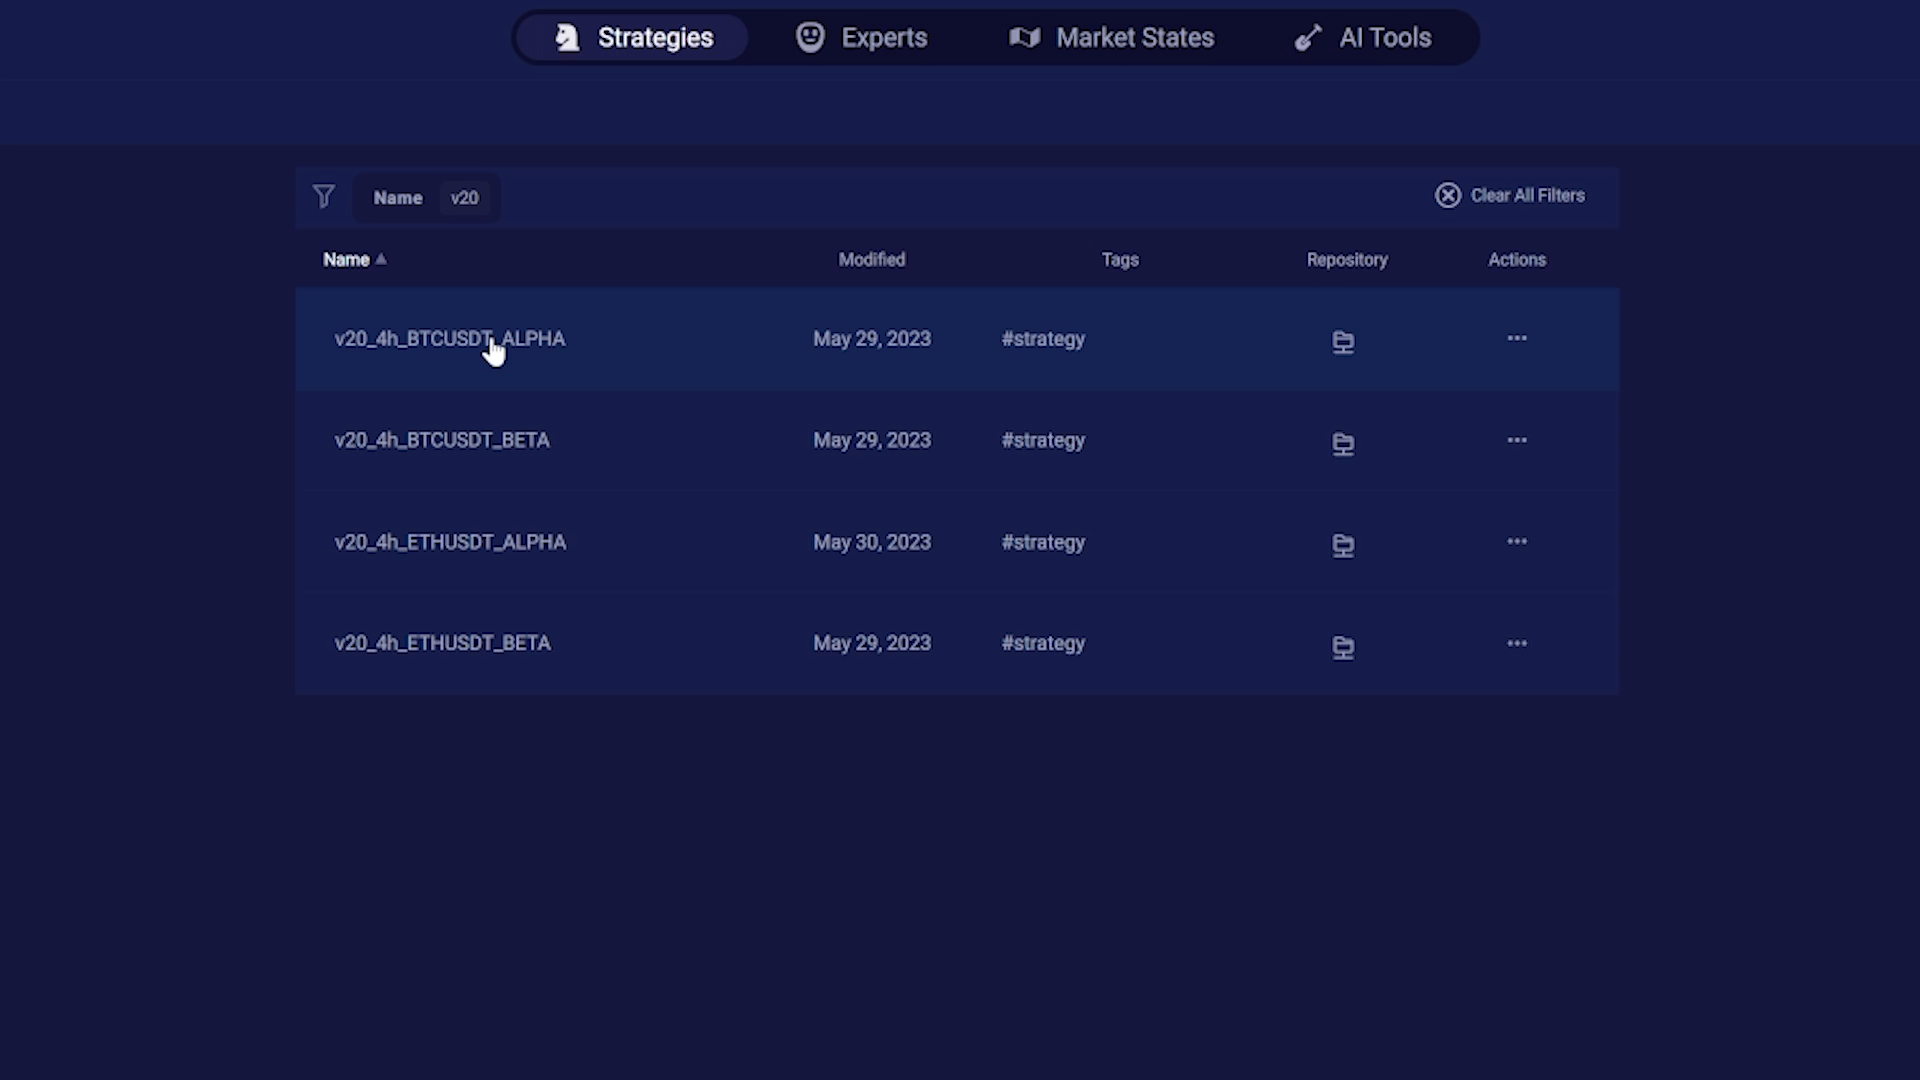 Strategies Experts Market States AI Tools
Name v20 Clear All Filters
Name Modified Tags Repository Actions
v20_4h_BTCUSDT_ALPHA May 29, 2023 #strategy
v20_4h_BTCUSDT_BETA May 29, 2023 #strategy
v20_4h_ETHUSDT_ALPHA May 30, 2023 #strategy
v20_4h_ETHUSDT_BETA May 29, 2023 #strategy